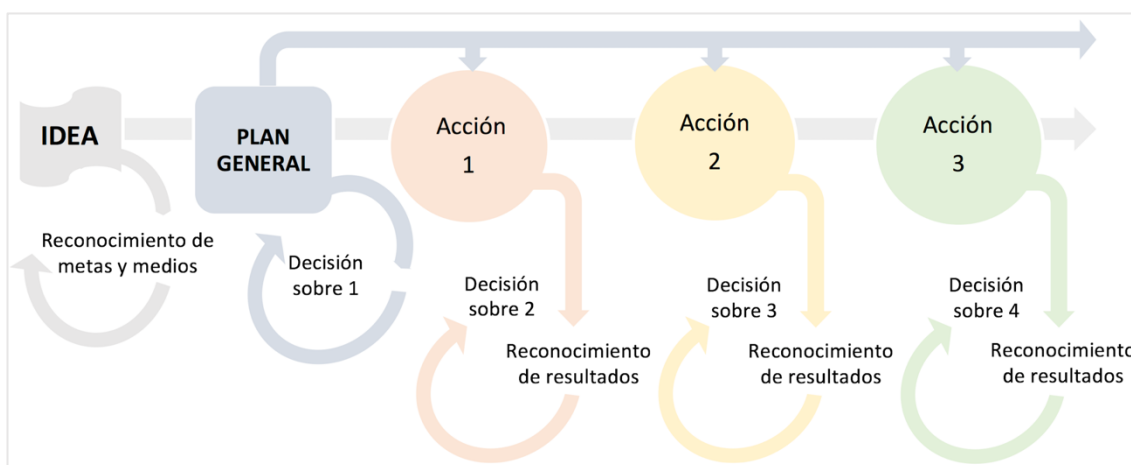 IDEA
PLAN
GENERAL
Acción
1
Acción
2
Acción
3
Reconocimiento de
metas y medios
Decisión
sobre 1
Decisión
sobre 2
Reconocimiento
de resultados
Decisión
sobre 3
Reconocimiento
de resultados
Decisión
sobre 4
Reconocimiento
de resultados